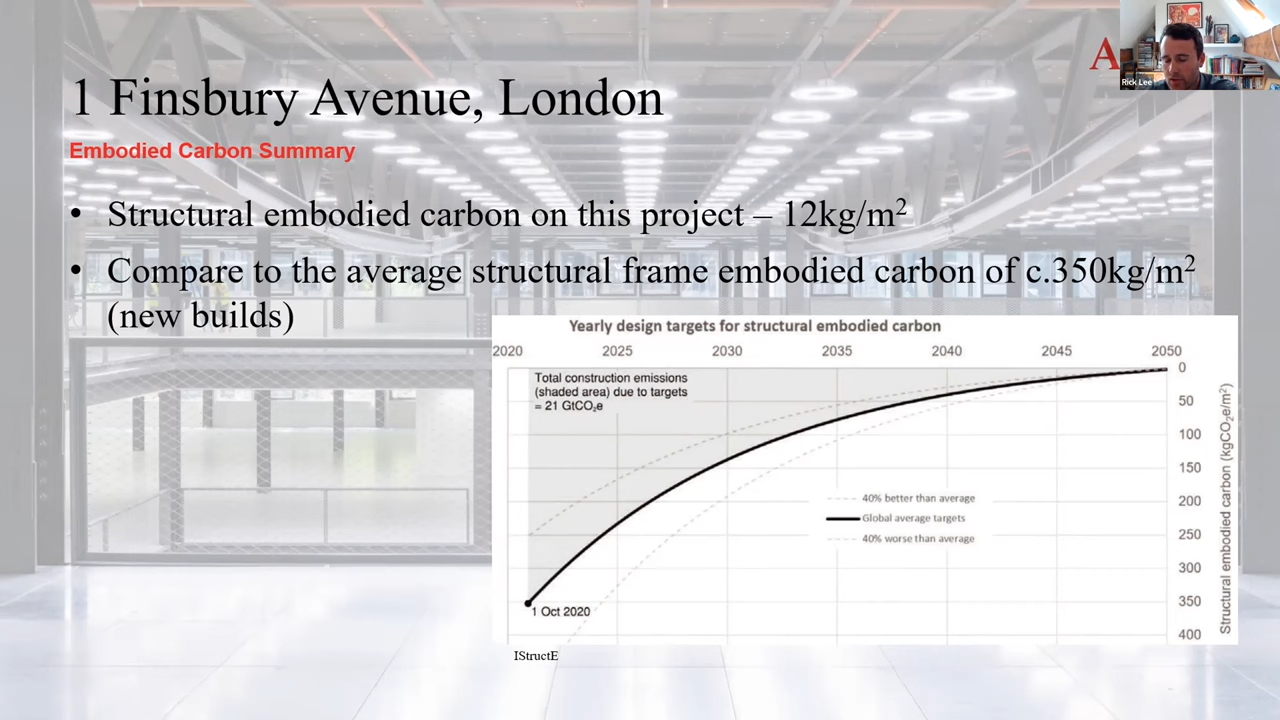 A
Rick Lee
1 Finsbury Avenue, London
Embodied Carbon Summary
• Structural embodied carbon on this project – 12kg/m²
• Compare to the average structural frame embodied carbon of c.350kg/m²
(new builds)
Yearly design targets for structural embodied carbon
2020 2025 2030 2035 2040 2045 2050
Total construction emissions
(shaded area) due to targets
= 21 GtCO₂e
0
50
100
150
200
250
300
350
400
Structural embodied carbon (kgCO₂e/m²)
40% better than average
Global average targets
40% worse than average
1 Oct 2020
IStructE